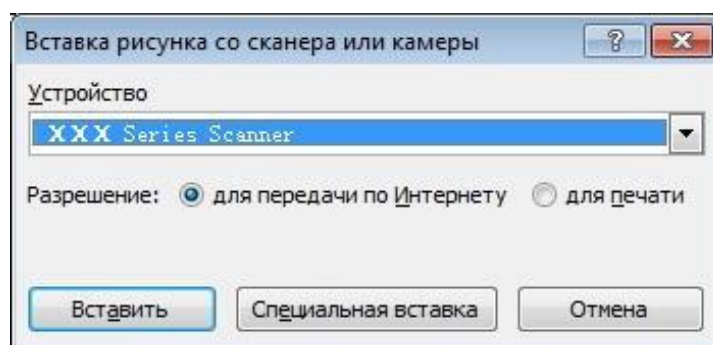 Вставка рисунка со сканера или камеры
Устройство
XXX Series Scanner
Разрешение: для передачи по Интернету для печати
Вставить Специальная вставка Отмена